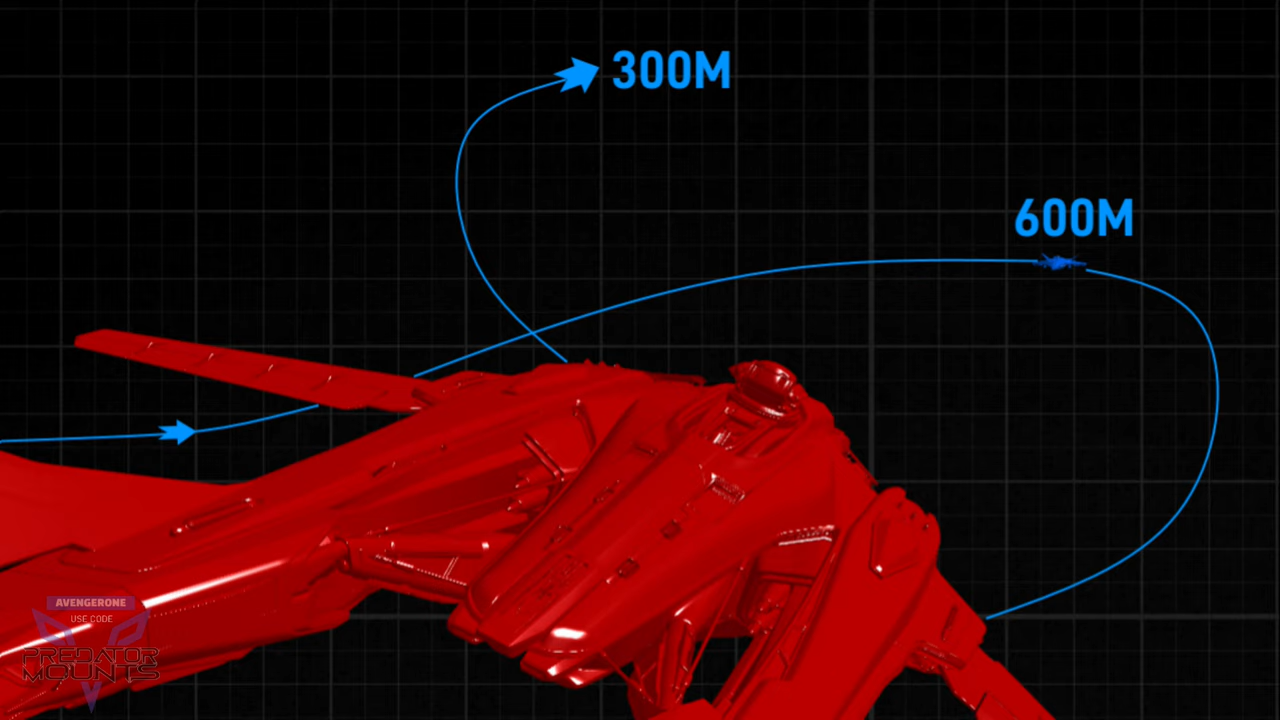 300M
600M
AVENGERONE
USE CODE
PREDATOR
MOUNTS